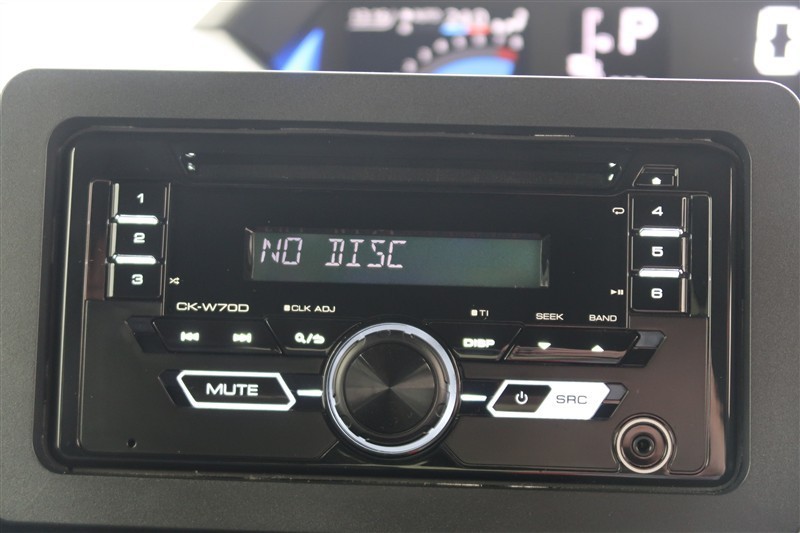 P
1
2
3
4
5
6
NO DISC
CK-W70D
CLK ADJ
TI
SEEK
BAND
DISP
MUTE
SRC